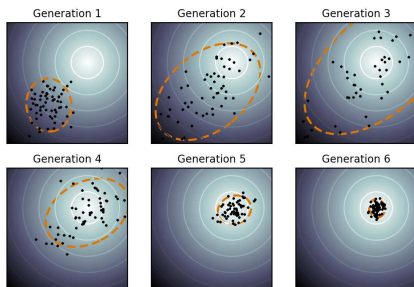 Generation 1
Generation 2
Generation 3
Generation 4
Generation 5
Generation 6